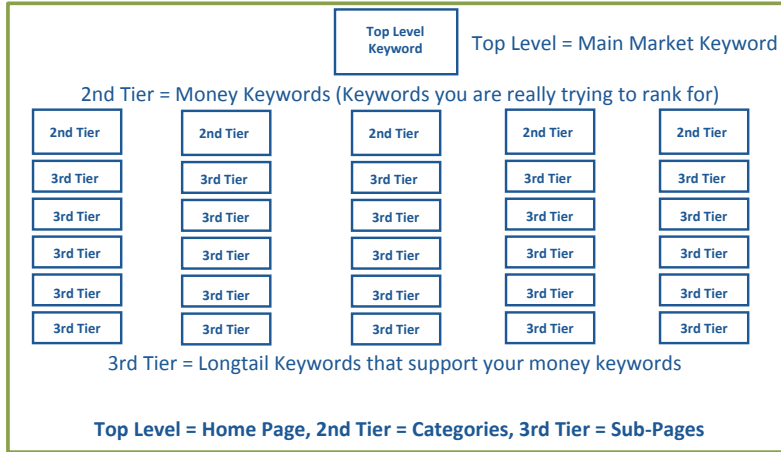 Top Level
Keyword
Top Level = Main Market Keyword
2nd Tier = Money Keywords (Keywords you are really trying to rank for)
2nd Tier 2nd Tier 2nd Tier 2nd Tier 2nd Tier
3rd Tier 3rd Tier 3rd Tier 3rd Tier 3rd Tier
3rd Tier 3rd Tier 3rd Tier 3rd Tier 3rd Tier
3rd Tier 3rd Tier 3rd Tier 3rd Tier 3rd Tier
3rd Tier 3rd Tier 3rd Tier 3rd Tier 3rd Tier
3rd Tier 3rd Tier 3rd Tier 3rd Tier 3rd Tier
3rd Tier = Longtail Keywords that support your money keywords
Top Level = Home Page, 2nd Tier = Categories, 3rd Tier = Sub-Pages